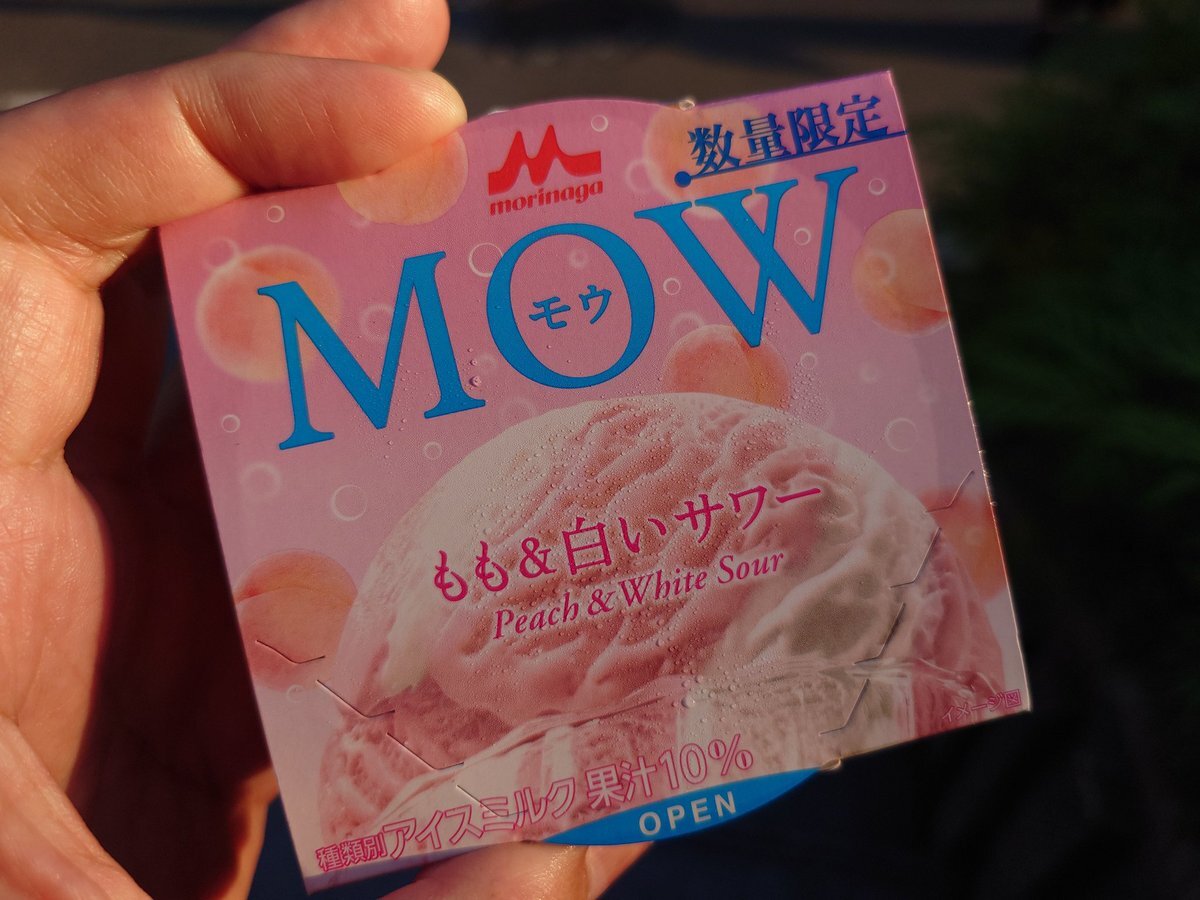 morinaga
数量限定
MOW
モウ
もも&白いサワー
Peach & White Sour
イメージ図
種類別アイスミルク 果汁10%
OPEN